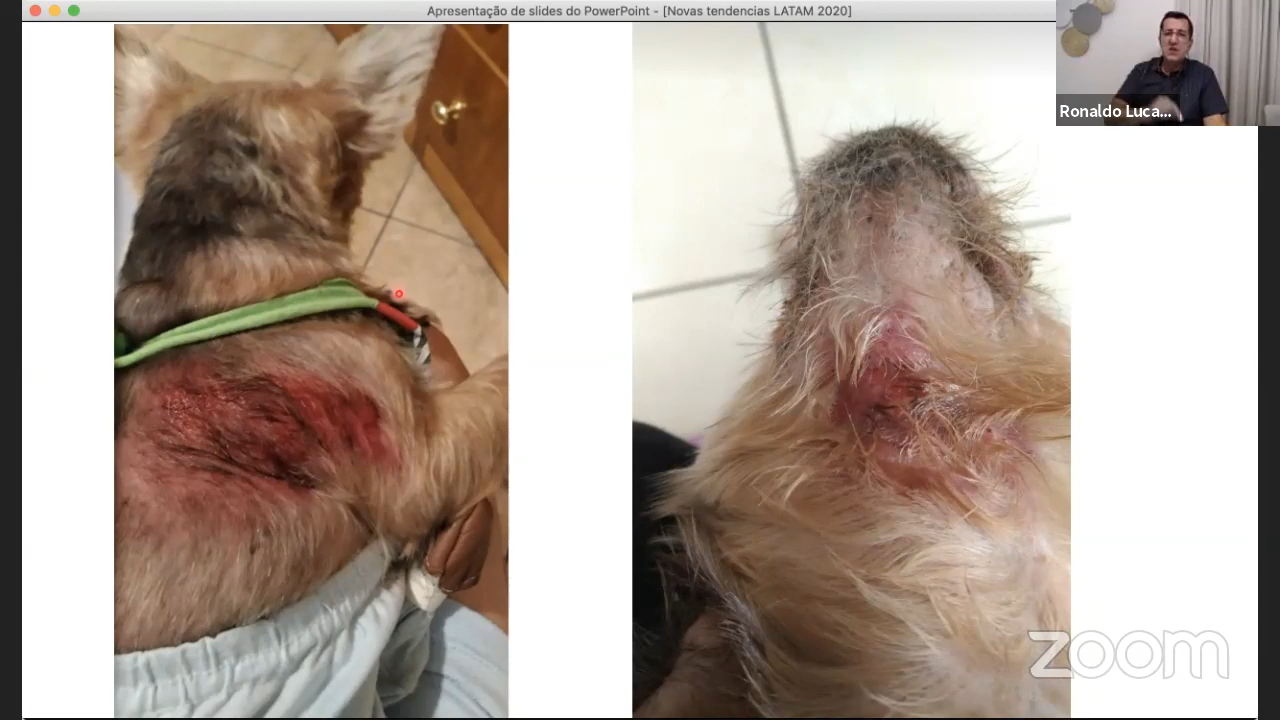 Apresentação de slides do PowerPoint - [Novas tendencias LATAM 2020]
Ronaldo Luca...
zoom